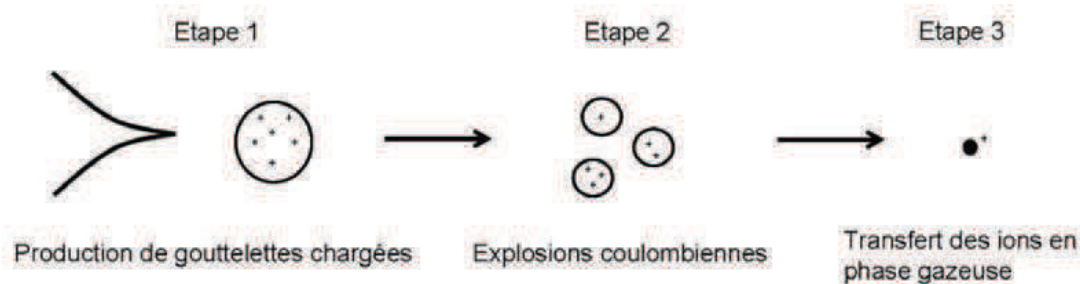 Etape 1
Etape 2
Etape 3
Production de gouttelettes chargées
Explosions coulombiennes
Transfert des ions en
phase gazeuse